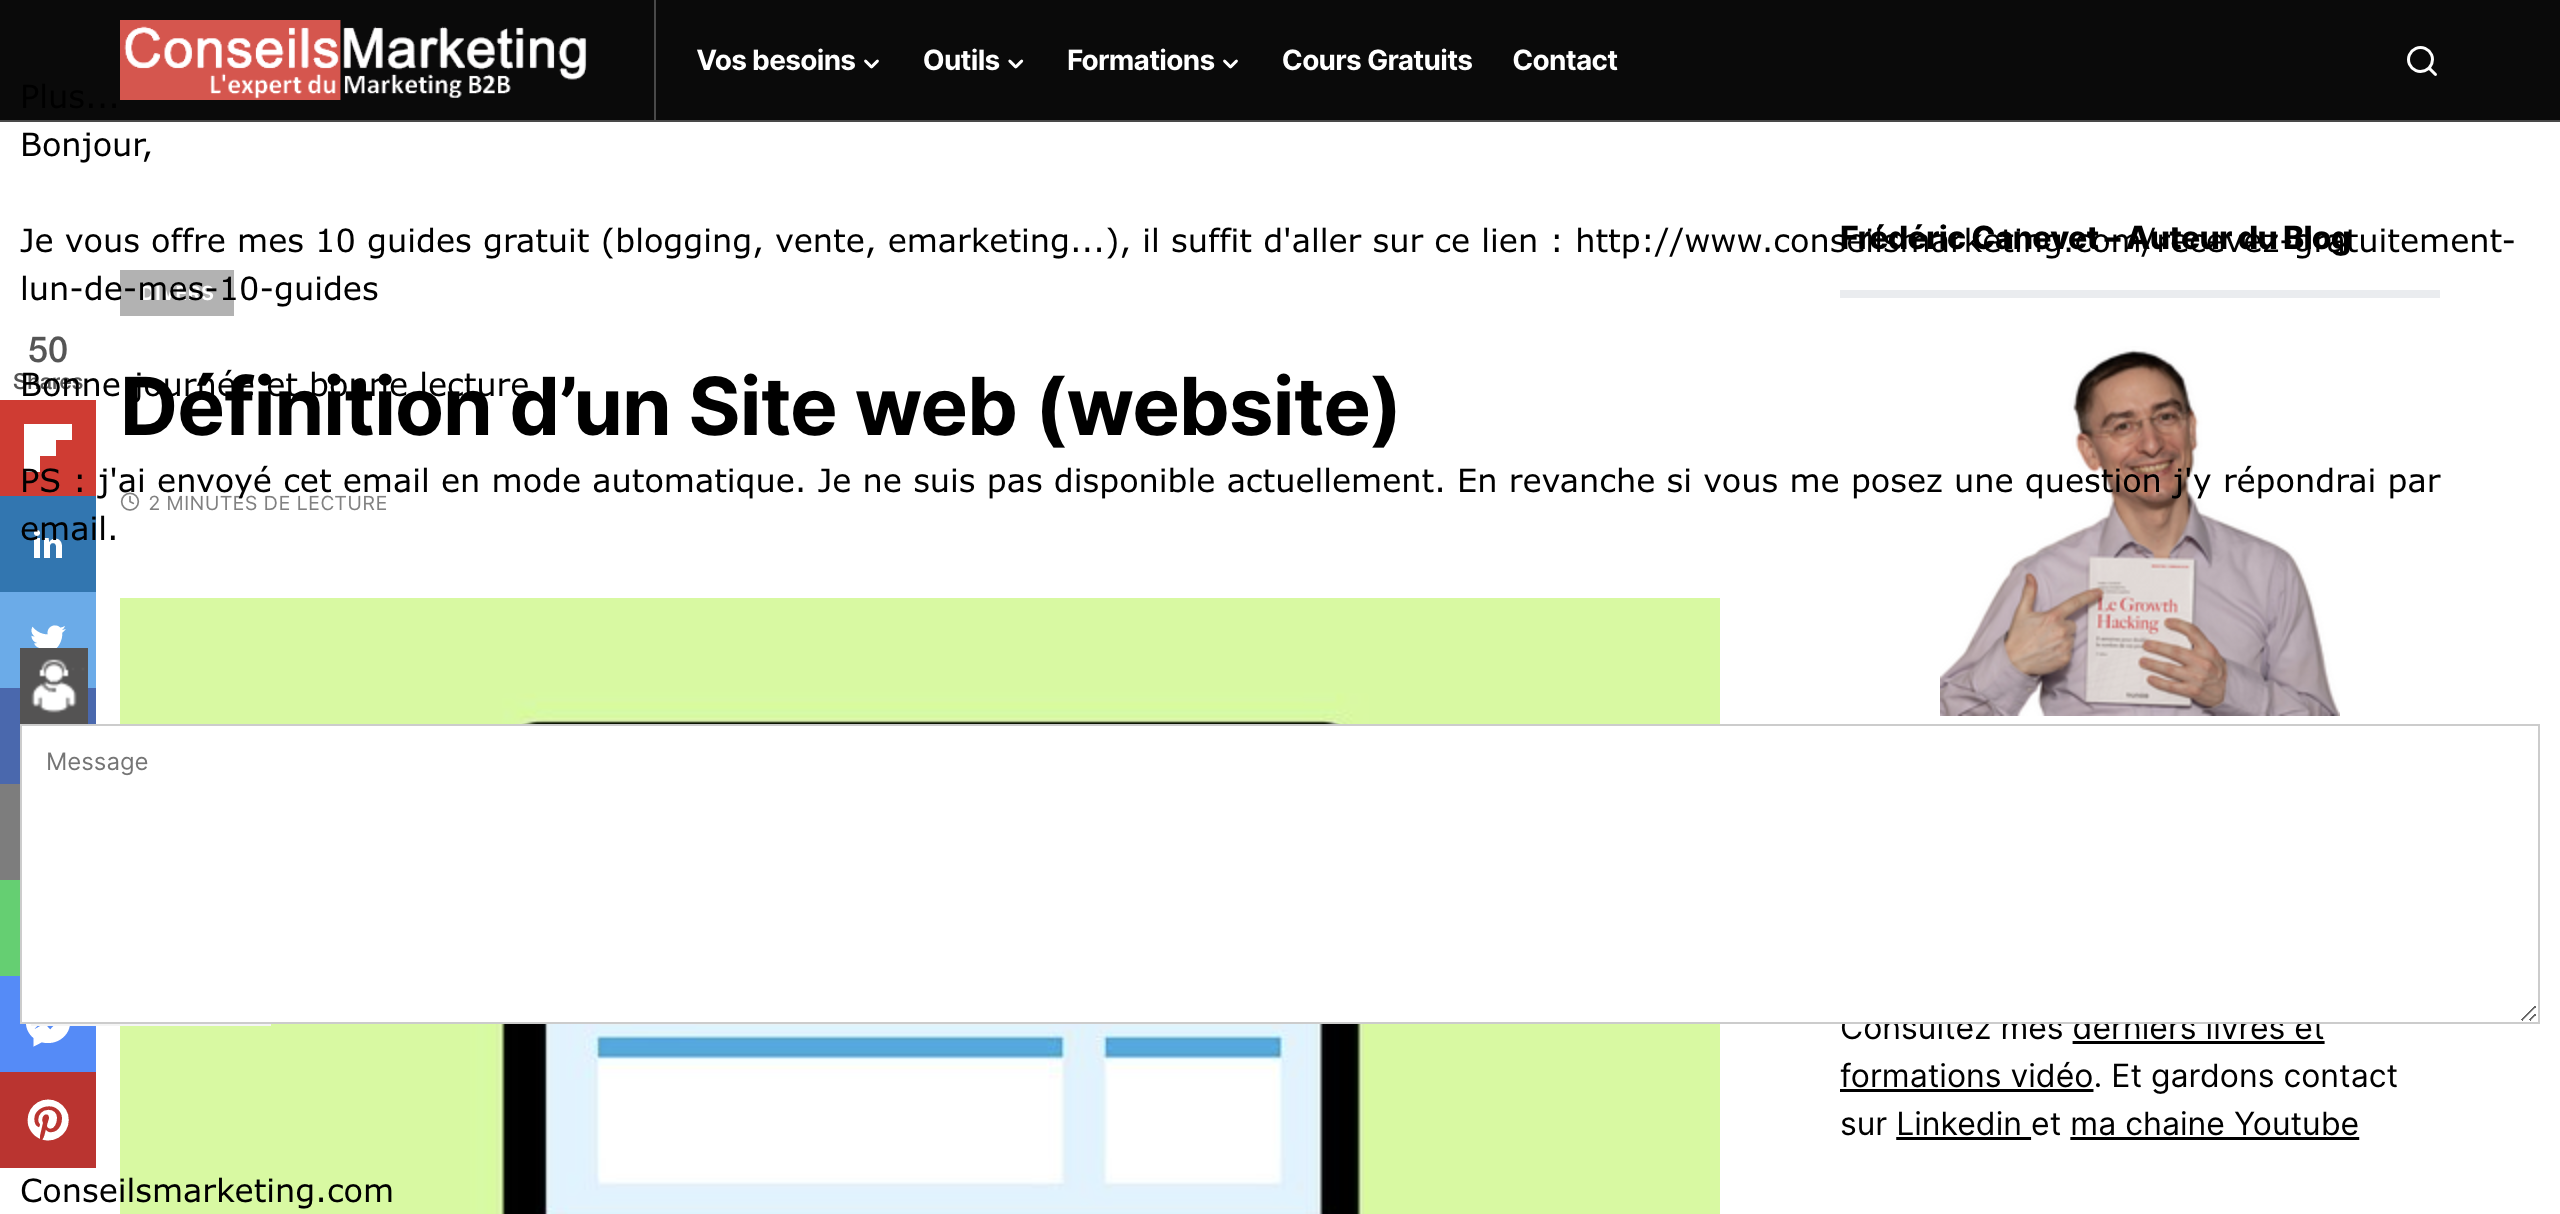 ConseilsMarketing
L'expert du Marketing B2B
Vos besoins
Outils
Formations
Cours Gratuits
Contact
Plus...
Bonjour,
Je vous offre mes 10 guides gratuit (blogging, vente, emarketing...), il suffit d'aller sur ce lien : http://www.conseilsmarketing.com/recevez-gratuitement-
lun-de-mes-10-guides
Frédéric Canevet - Auteur du Blog
50
Shares
Bonne journée et bonne lecture
Définition d'un Site web (website)
PS : j'ai envoyé cet email en mode automatique. Je ne suis pas disponible actuellement. En revanche si vous me posez une question j'y répondrai par
email.
2 MINUTES DE LECTURE
in
Le Growth
Hacking
Message
Consultez mes derniers livres et
formations vidéo. Et gardons contact
sur Linkedin et ma chaine Youtube
Conseilsmarketing.com